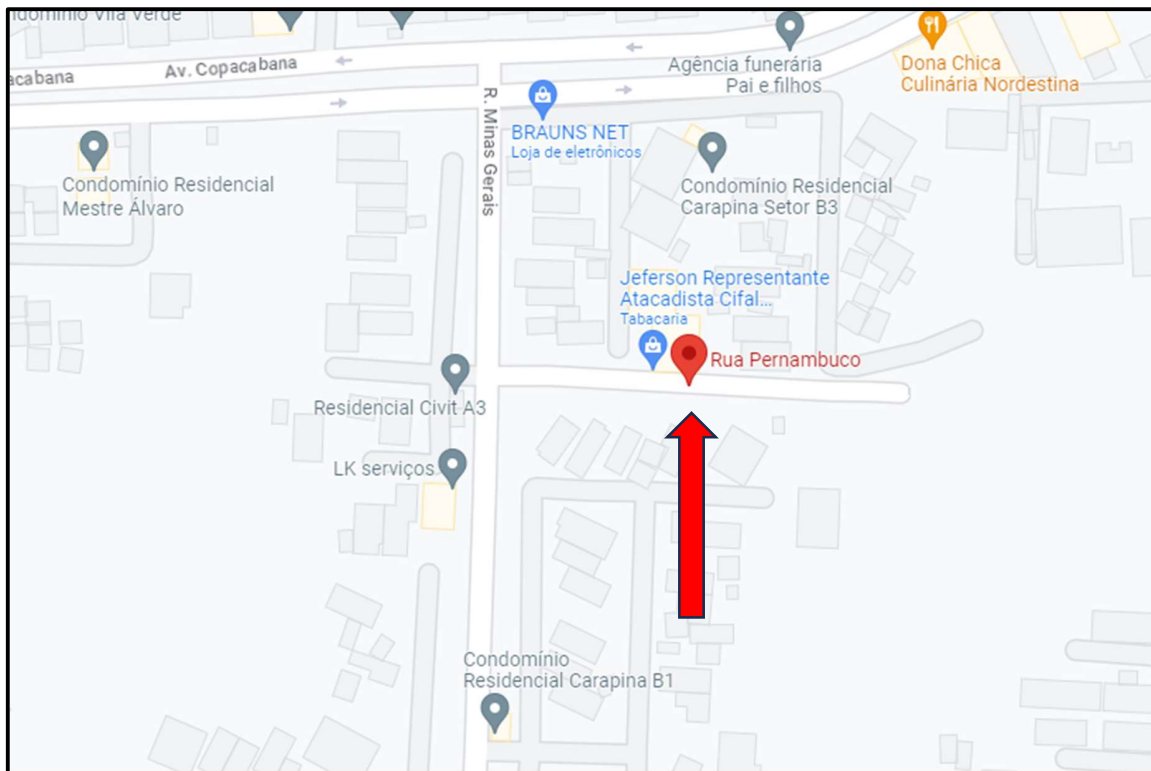 ndomínio Vila Verde
acabana
Av. Copacabana
Agência funerária
Pai e filhos
Dona Chica
Culinária Nordestina
R. Minas Gerais
BRAUNS NET
Loja de eletrônicos
Condomínio Residencial
Mestre Álvaro
Condomínio Residencial
Carapina Setor B3
Jeferson Representante
Atacadista Cifal...
Tabacaria
Rua Pernambuco
Residencial Civit A3
LK serviços
Condomínio
Residencial Carapina B1